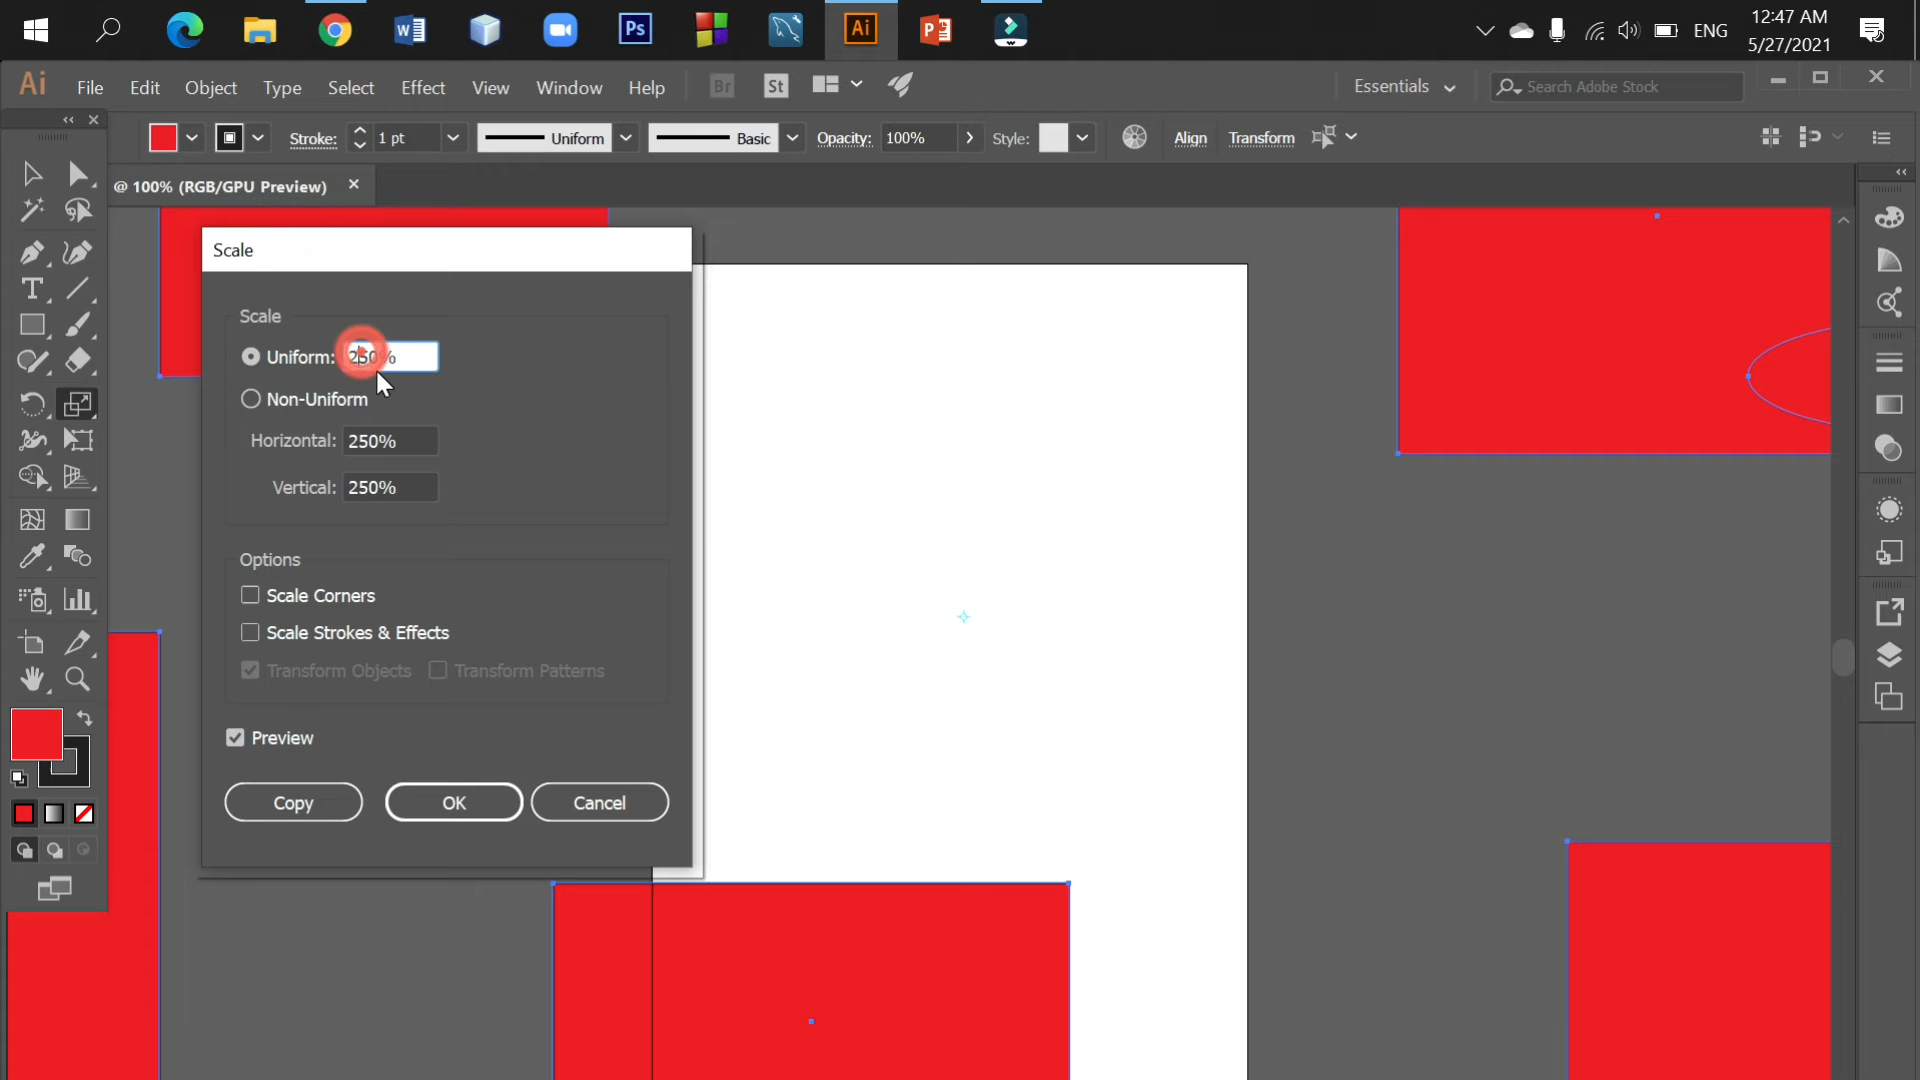 Ps
Ai
P
ENG
12:47 AM
5/27/2021
Ai
File Edit Object Type Select Effect View Window Help
Br
St
Essentials
Search Adobe Stock
Stroke:
1 pt
Uniform
Basic
Opacity:
100%
Style:
Align
Transform
@ 100% (RGB/GPU Preview)
Scale
Scale
Uniform: 250%
Non-Uniform
Horizontal: 250%
Vertical: 250%
Options
Scale Corners
Scale Strokes & Effects
Transform Objects Transform Patterns
Preview
Copy OK Cancel